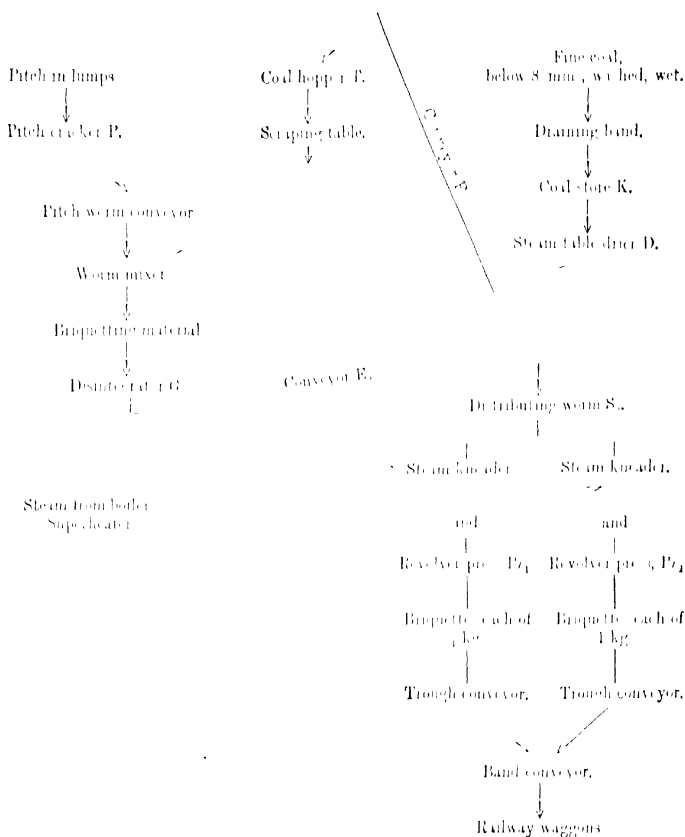 Pitch in lumps
Pitch cracker P.
Pitch worm conveyor
Worm mixer
Briquetting material
Disintegrator G
Steam from boiler
Superheater
Coal hopper T.
Scraping table.
Conveyor E.
Fine coal,
below 8 mm., washed, wet.
Draining band.
Coal store K.
Steam table drier D.
Distributing worm
Steam kneader
Steam kneader.
and
and
Revolver press
Revolver press,
Briquettes each of
kg
Briquettes each of
1 kg
Trough conveyor.
Trough conveyor.
Band conveyor.
Railway waggons